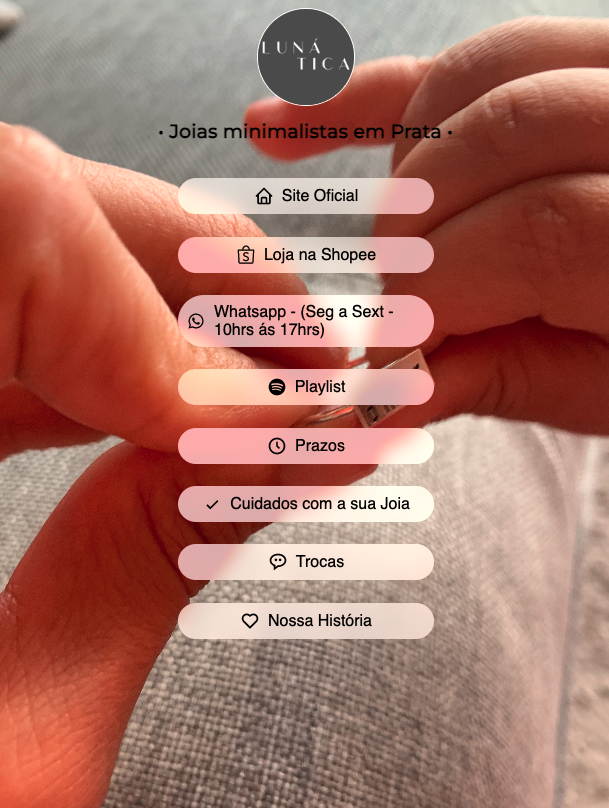 LUNÁ
TICA
• Joias minimalistas em Prata •
Site Oficial
Loja na Shopee
Whatsapp - (Seg a Sext -
10hrs ás 17hrs)
Playlist
Prazos
Cuidados com a sua Joia
Trocas
Nossa História